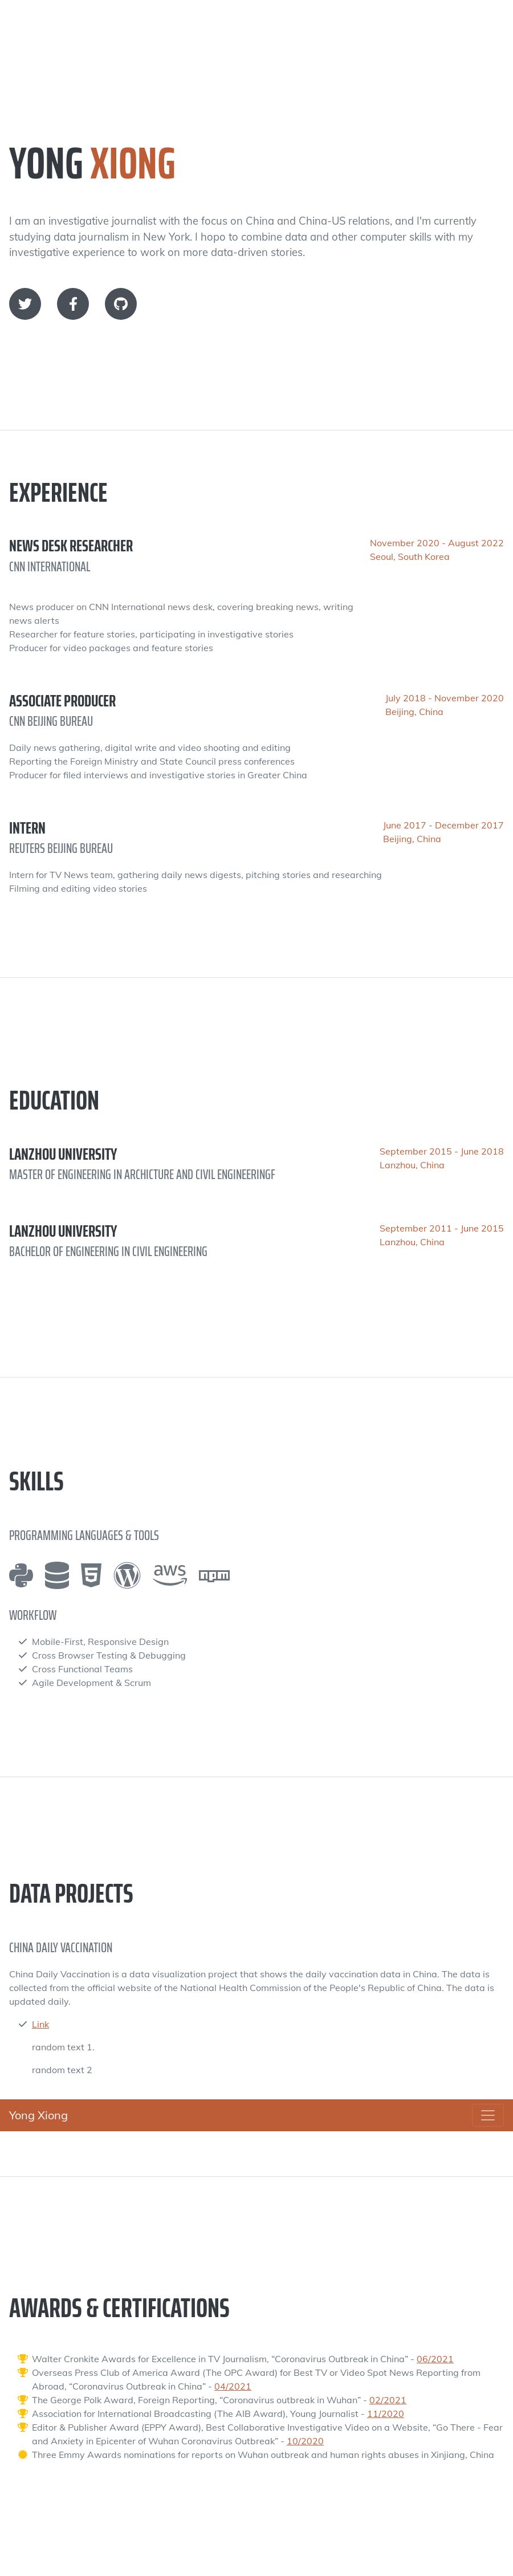 YONG XIONG
I am an investigative journalist with the focus on China and China-US relations, and I'm currently
studying data journalism in New York. I hopo to combine data and other computer skills with my
investigative experience to work on more data-driven stories.
EXPERIENCE
NEWS DESK RESEARCHER
November 2020 - August 2022
CNN INTERNATIONAL
Seoul, South Korea
News producer on CNN International news desk, covering breaking news, writing
news alerts
Researcher for feature stories, participating in investigative stories
Producer for video packages and feature stories
ASSOCIATE PRODUCER
July 2018 - November 2020
CNN BEIJING BUREAU
Beijing, China
Daily news gathering, digital write and video shooting and editing
Reporting the Foreign Ministry and State Council press conferences
Producer for filed interviews and investigative stories in Greater China
INTERN
June 2017 - December 2017
REUTERS BEIJING BUREAU
Beijing, China
Intern for TV News team, gathering daily news digests, pitching stories and researching
Filming and editing video stories
EDUCATION
LANZHOU UNIVERSITY
September 2015 - June 2018
MASTER OF ENGINEERING IN ARCHICTURE AND CIVIL ENGINEERINGF
Lanzhou, China
LANZHOU UNIVERSITY
September 2011 - June 2015
BACHELOR OF ENGINEERING IN CIVIL ENGINEERING
Lanzhou, China
SKILLS
PROGRAMMING LANGUAGES & TOOLS
aws npm
WORKFLOW
Mobile-First, Responsive Design
Cross Browser Testing & Debugging
Cross Functional Teams
Agile Development & Scrum
DATA PROJECTS
CHINA DAILY VACCINATION
China Daily Vaccination is a data visualization project that shows the daily vaccination data in China. The data is
collected from the official website of the National Health Commission of the People's Republic of China. The data is
updated daily.
Link
random text 1.
random text 2
Yong Xiong
AWARDS & CERTIFICATIONS
Walter Cronkite Awards for Excellence in TV Journalism, “Coronavirus Outbreak in China” - 06/2021
Overseas Press Club of America Award (The OPC Award) for Best TV or Video Spot News Reporting from
Abroad, “Coronavirus Outbreak in China” - 04/2021
The George Polk Award, Foreign Reporting, “Coronavirus outbreak in Wuhan” - 02/2021
Association for International Broadcasting (The AIB Award), Young Journalist - 11/2020
Editor & Publisher Award (EPPY Award), Best Collaborative Investigative Video on a Website, “Go There - Fear
and Anxiety in Epicenter of Wuhan Coronavirus Outbreak” - 10/2020
Three Emmy Awards nominations for reports on Wuhan outbreak and human rights abuses in Xinjiang, China